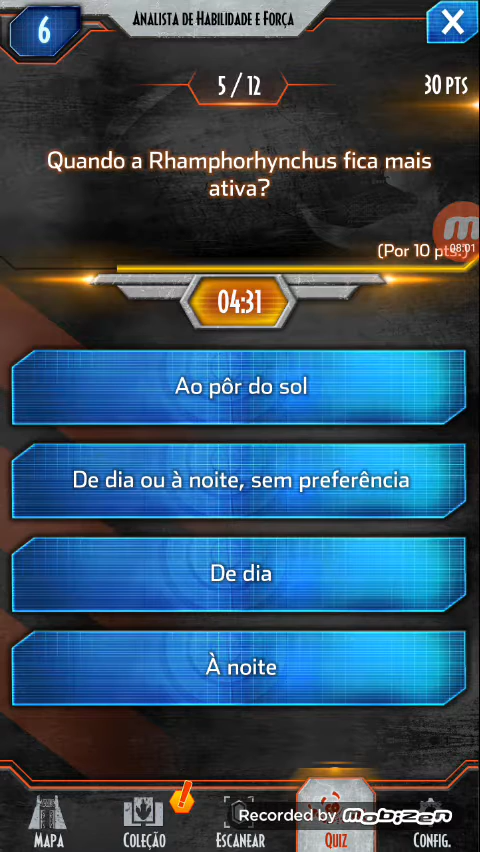 6
Analista de Habilidade e Força
5 / 12
30 PTS
Quando a Rhamphorhynchus fica mais
ativa?
08:01
(Por 10 pts.)
04:31
Ao pôr do sol
De dia ou à noite, sem preferência
De dia
À noite
Recorded by mobizen
Mapa
Coleção
Escanear
Quiz
Config.